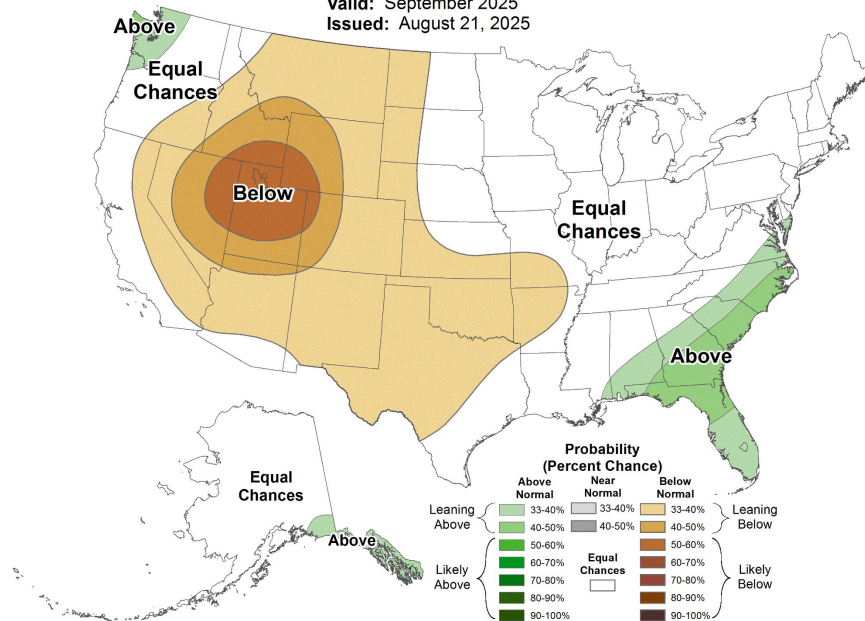 Valid: September 2025
Issued: August 21, 2025
Above
Equal
Chances
Below
Equal
Chances
Above
Equal
Chances
Above
Probability
(Percent Chance)
Above
Normal
Near
Normal
Below
Normal
Leaning
Above
33-40%
40-50%
33-40%
40-50%
33-40%
40-50%
Leaning
Below
Likely
Above
50-60%
60-70%
70-80%
80-90%
90-100%
Equal
Chances
50-60%
60-70%
70-80%
80-90%
90-100%
Likely
Below